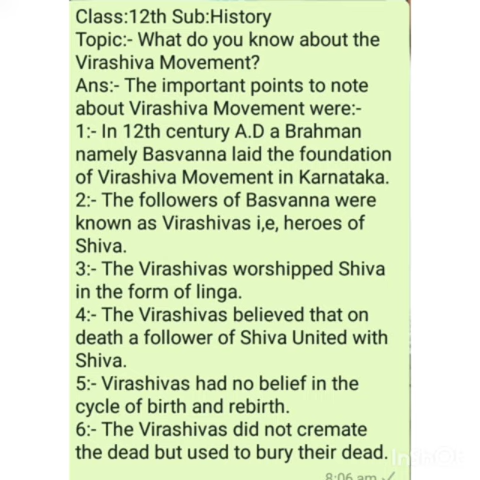 Class:12th Sub:History
Topic:- What do you know about the
Virashiva Movement?
Ans:- The important points to note
about Virashiva Movement were:-
1:- In 12th century A.D a Brahman
namely Basvanna laid the foundation
of Virashiva Movement in Karnataka.
2:- The followers of Basvanna were
known as Virashivas i,e, heroes of
Shiva.
3:- The Virashivas worshipped Shiva
in the form of linga.
4:- The Virashivas believed that on
death a follower of Shiva United with
Shiva.
5:- Virashivas had no belief in the
cycle of birth and rebirth.
6:- The Virashivas did not cremate
the dead but used to bury their dead.
8:06 am